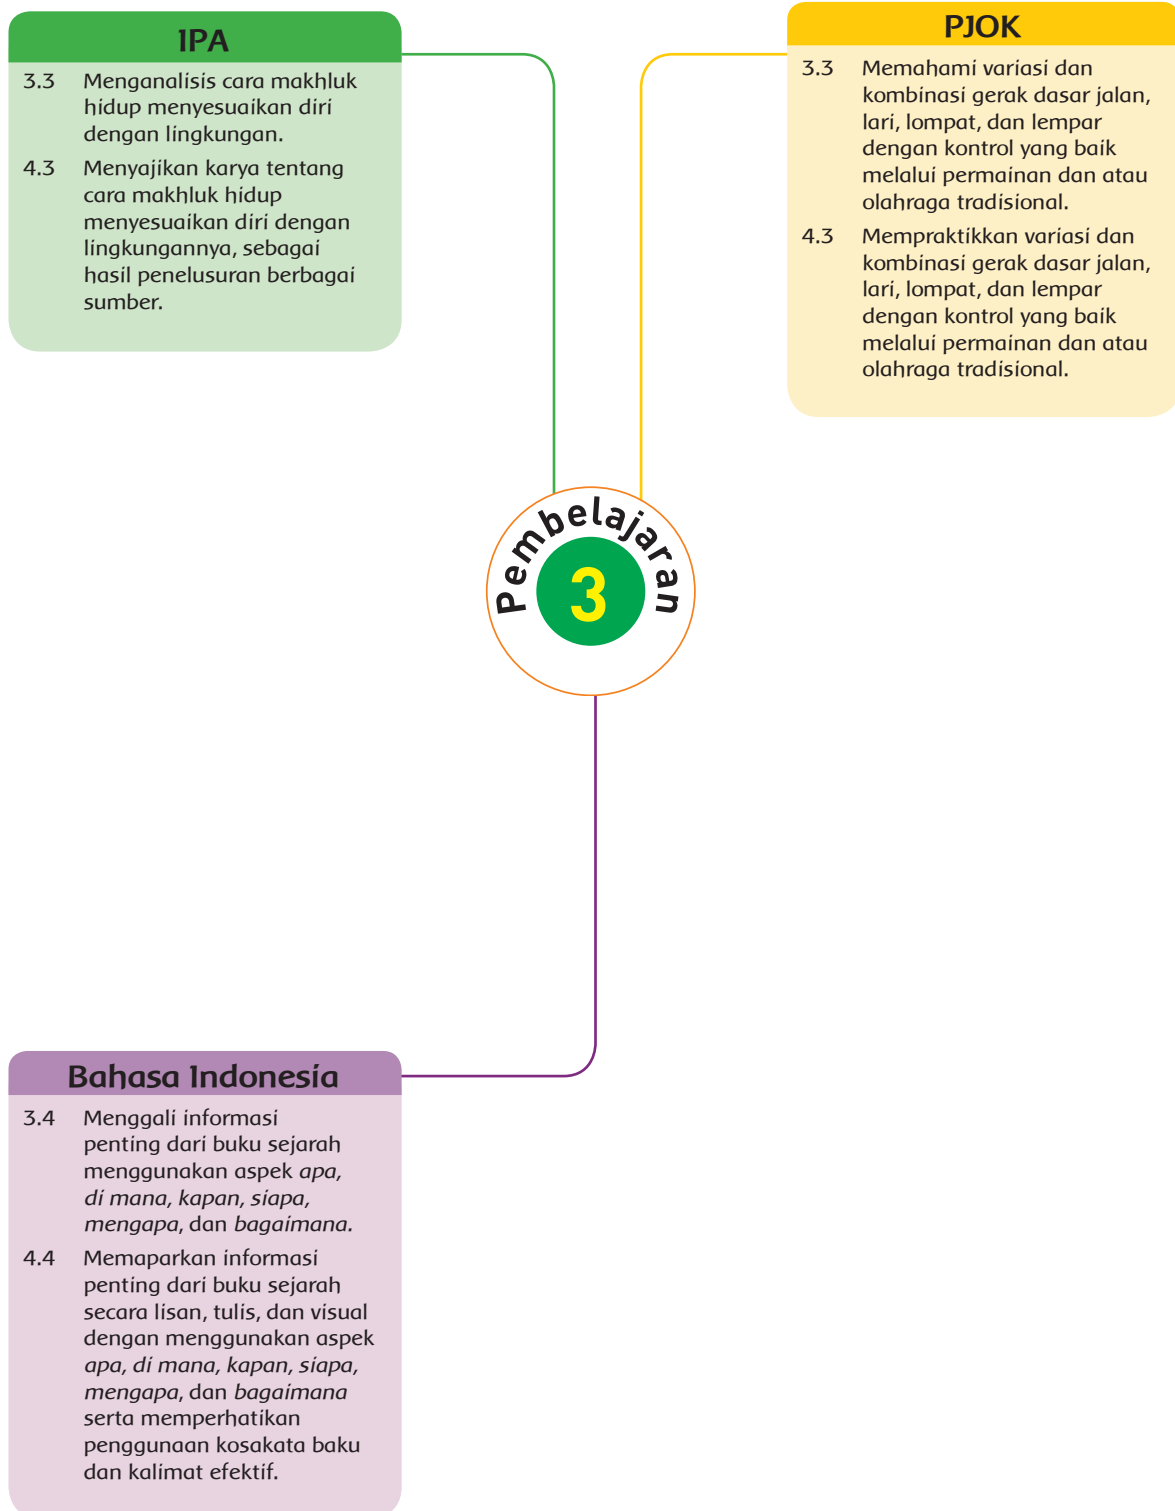 IPA
3.3 Menganalisis cara makhluk
hidup menyesuaikan diri
dengan lingkungan.
4.3 Menyajikan karya tentang
cara makhluk hidup
menyesuaikan diri dengan
lingkungannya, sebagai
hasil penelusuran berbagai
sumber.
PJOK
3.3 Memahami variasi dan
kombinasi gerak dasar jalan,
lari, lompat, dan lempar
dengan kontrol yang baik
melalui permainan dan atau
olahraga tradisional.
4.3 Mempraktikkan variasi dan
kombinasi gerak dasar jalan,
lari, lompat, dan lempar
dengan kontrol yang baik
melalui permainan dan atau
olahraga tradisional.
Pembelajaran
3
Bahasa Indonesia
3.4 Menggali informasi
penting dari buku sejarah
menggunakan aspek apa,
di mana, kapan, siapa,
mengapa, dan bagaimana.
4.4 Memaparkan informasi
penting dari buku sejarah
secara lisan, tulis, dan visual
dengan menggunakan aspek
apa, di mana, kapan, siapa,
mengapa, dan bagaimana
serta memperhatikan
penggunaan kosakata baku
dan kalimat efektif.